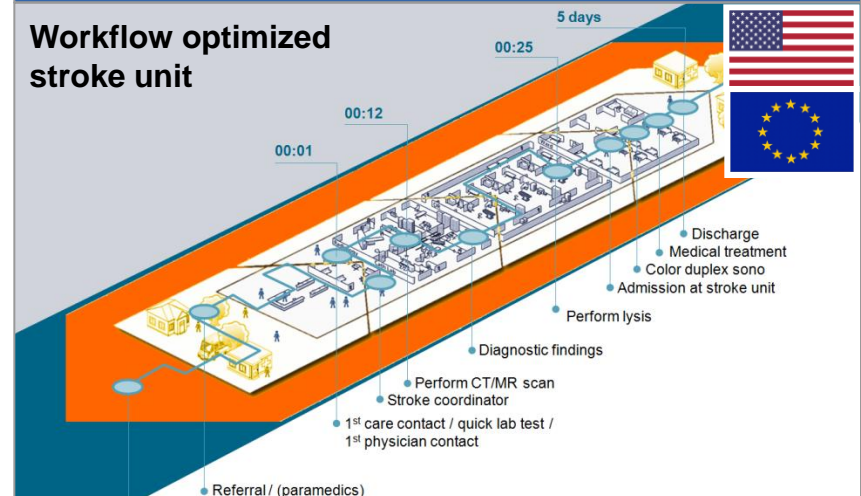 Workflow optimized
stroke unit
5 days
00:25
00:12
00:01
Discharge
Medical treatment
Color duplex sono
Admission at stroke unit
Perform lysis
Diagnostic findings
Perform CT/MR scan
Stroke coordinator
1st care contact / quick lab test /
1st physician contact
Referral / (paramedics)